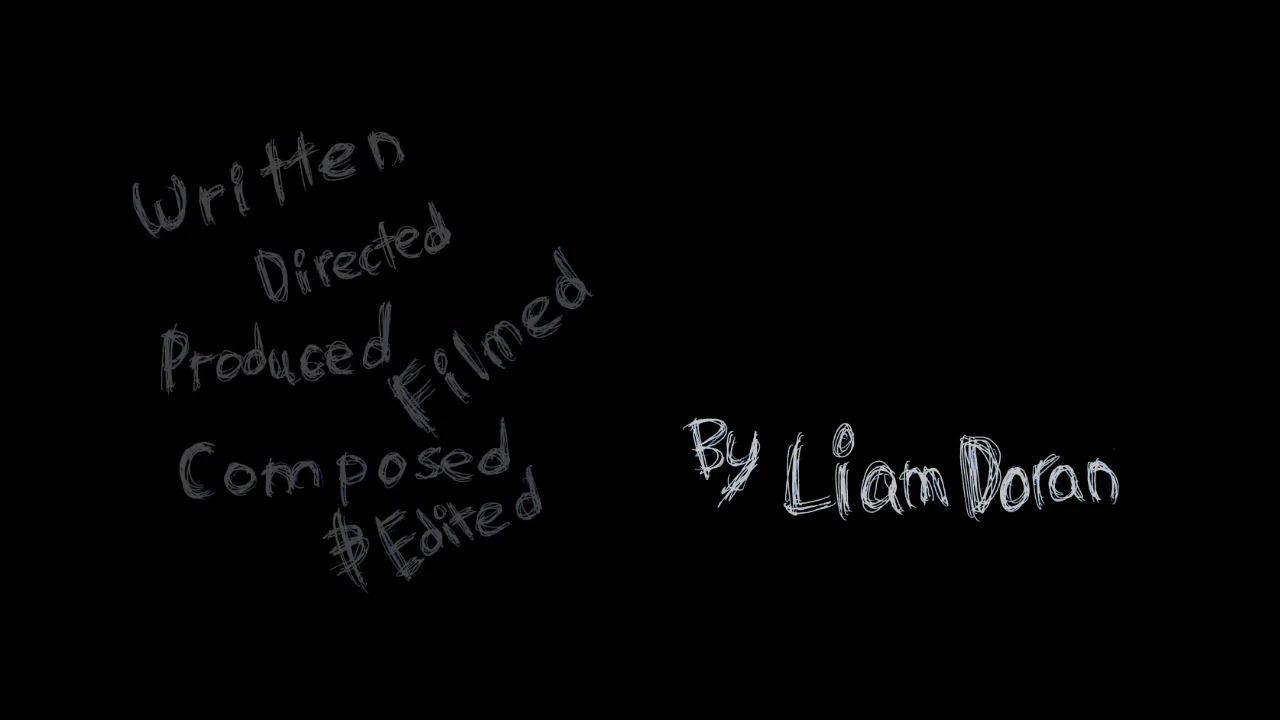 Written
Directed
Produced
Filmed
Composed
& Edited
By Liam Doran